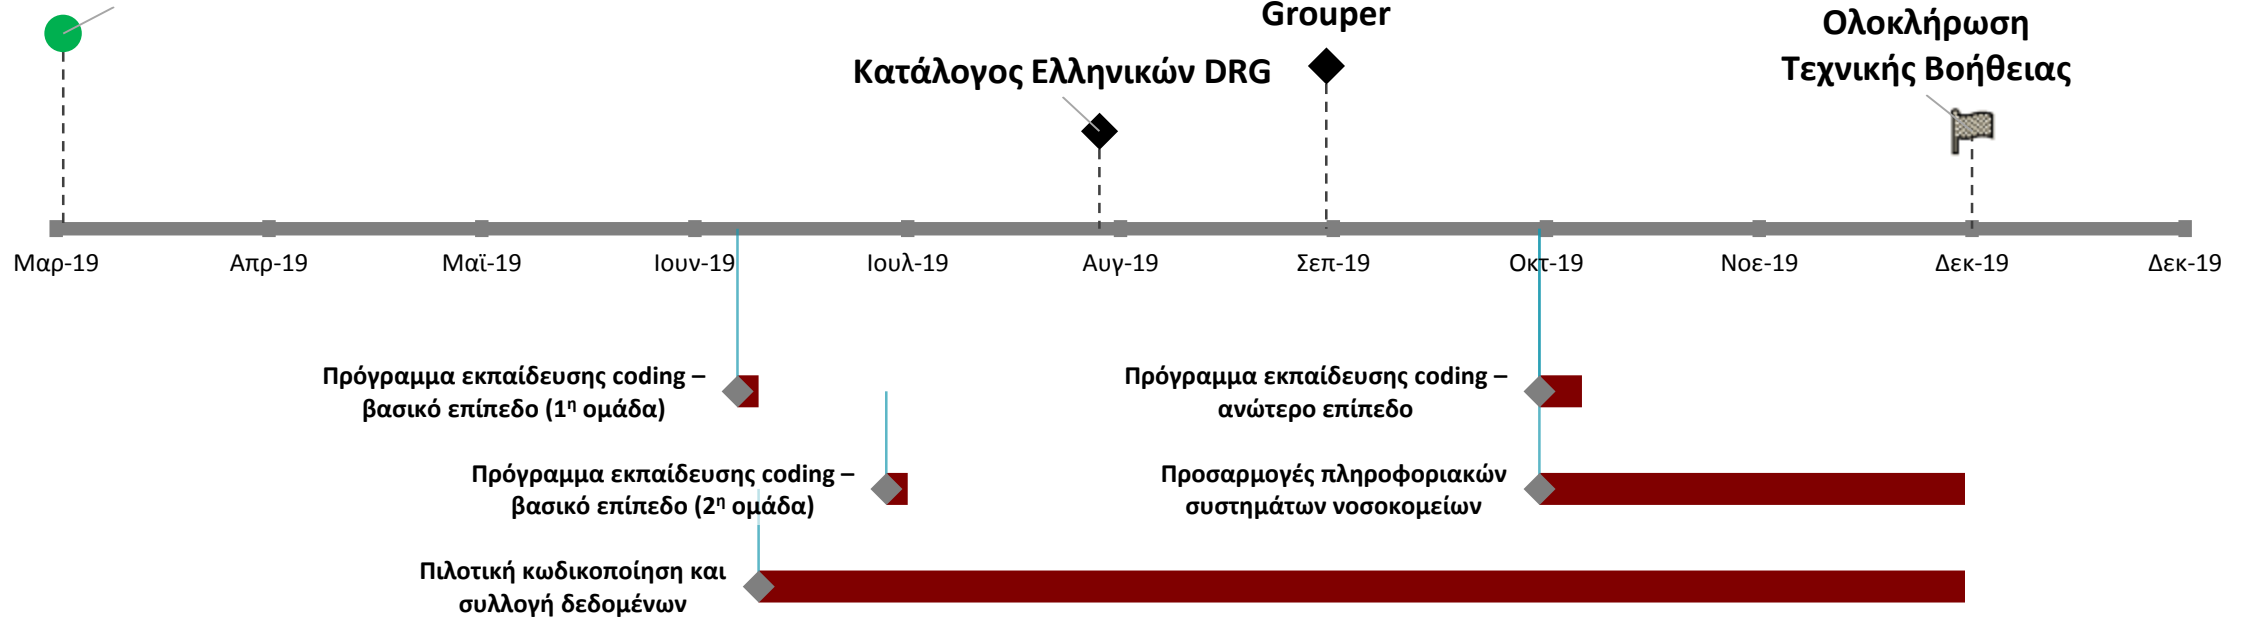 Grouper
Ολοκλήρωση
Τεχνικής Βοήθειας
Κατάλογος Ελληνικών DRG
Μαρ-19
Απρ-19
Μαϊ-19
Ιουν-19
Ιουλ-19
Αυγ-19
Σεπ-19
Οκτ-19
Νοε-19
Δεκ-19
Δεκ-19
Πρόγραμμα εκπαίδευσης coding –
βασικό επίπεδο (1η ομάδα)
Πρόγραμμα εκπαίδευσης coding –
ανώτερο επίπεδο
Πρόγραμμα εκπαίδευσης coding –
βασικό επίπεδο (2η ομάδα)
Προσαρμογές πληροφοριακών
συστημάτων νοσοκομείων
Πιλοτική κωδικοποίηση και
συλλογή δεδομένων